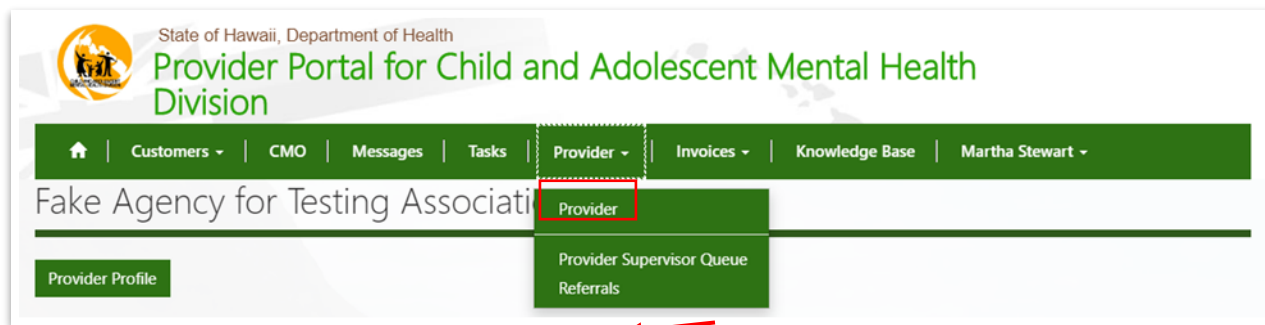 State of Hawaii, Department of Health
Provider Portal for Child and Adolescent Mental Health
Division
Customers | CMO | Messages | Tasks | Provider | Invoices | Knowledge Base | Martha Stewart
Fake Agency for Testing Associati
Provider
Provider Supervisor Queue
Provider Profile
Referrals